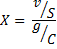 X = (v/S)/(g/C)